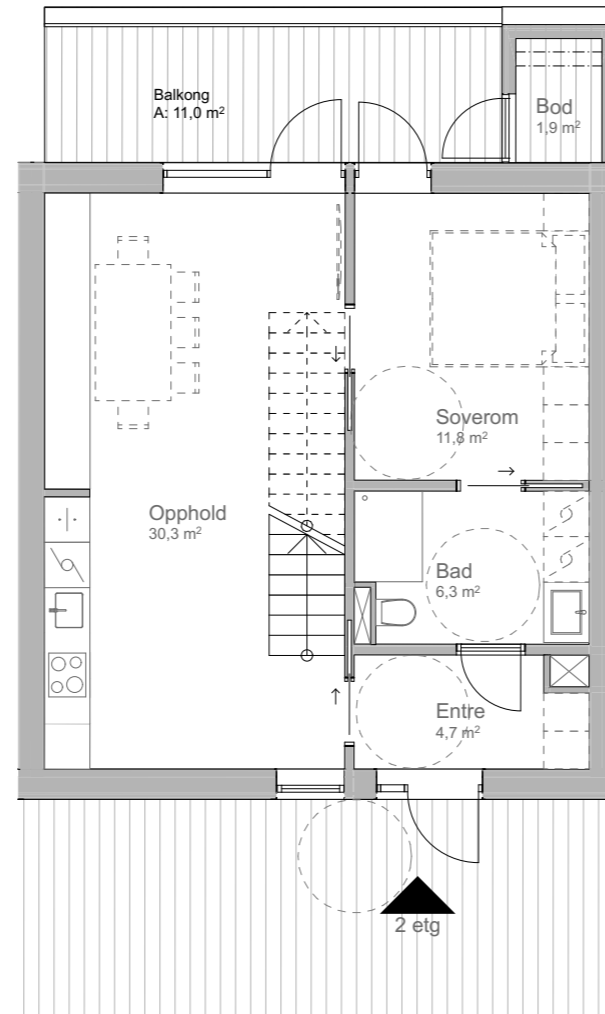 Balkong
A: 11,0 m²
Bod
1,9 m²
Soverom
11,8 m²
Opphold
30,3 m²
Bad
6,3 m²
Entre
4,7 m²
2 etg